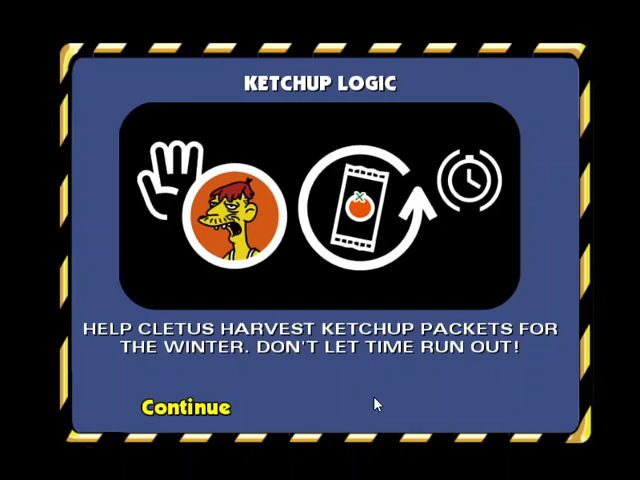 KETCHUP LOGIC
HELP CLETUS HARVEST KETCHUP PACKETS FOR
THE WINTER. DON'T LET TIME RUN OUT!
Continue